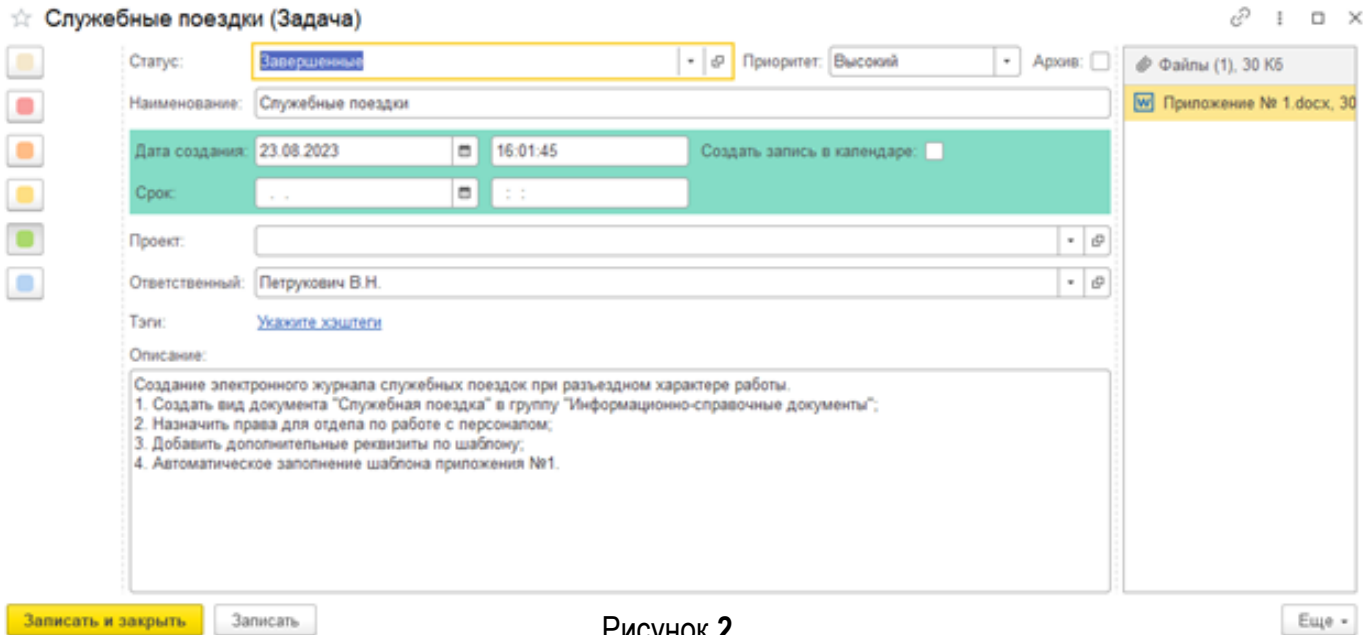 Служебные поездки (Задача)
Статус: Завершенные Приоритет: Высокий Архив:
Файлы (1), 30 Кб
Наименование: Служебные поездки
Приложение № 1.docx, 30
Дата создания: 23.08.2023 16:01:45 Создать запись в календаре:
Срок: . . : :
Проект:
Ответственный: Петрукович В.Н.
Тэги: Укажите хэштеги
Описание:
Создание электронного журнала служебных поездок при разъездном характере работы.
1. Создать вид документа "Служебная поездка" в группу "Информационно-справочные документы";
2. Назначить права для отдела по работе с персоналом;
3. Добавить дополнительные реквизиты по шаблону;
4. Автоматическое заполнение шаблона приложения №1.
Записать и закрыть Записать Еще
Рисунок 2